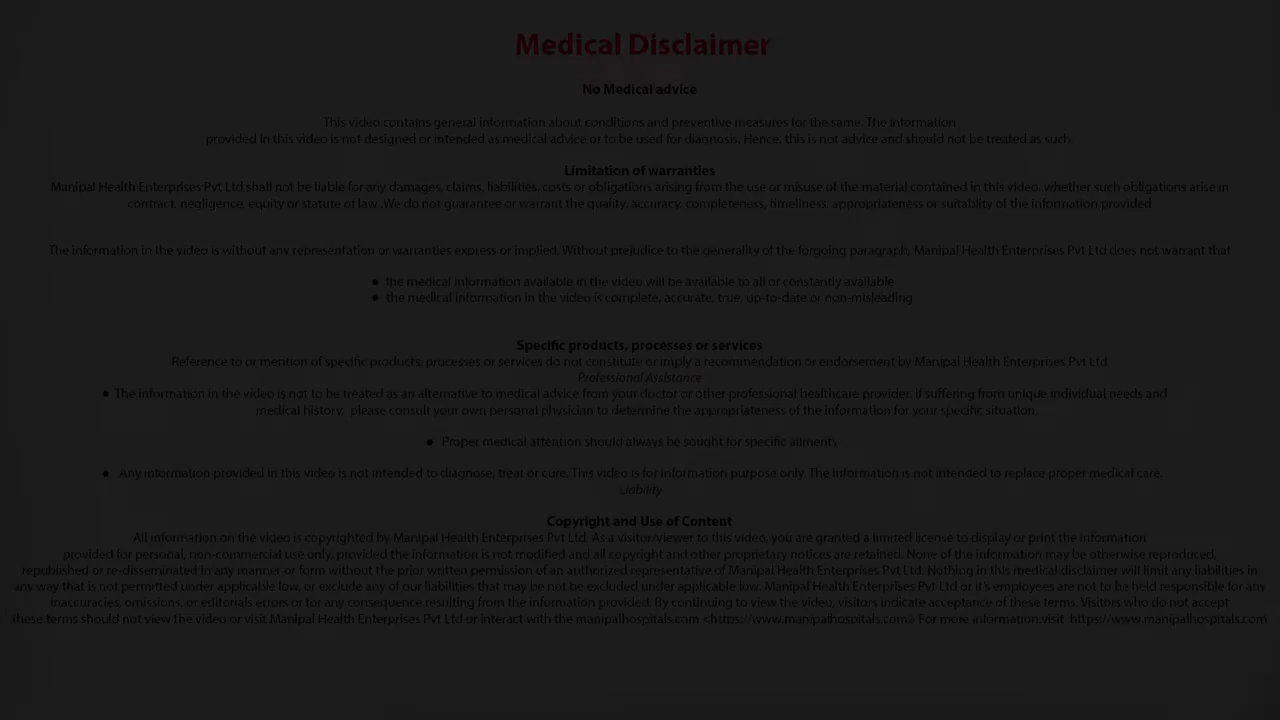 Medical Disclaimer
No Medical advice
This video contains general information about conditions and preventive measures for the same. The information
provided in this video is not designed or intended as medical advice or to be used for diagnosis. Hence, this is not advice and should not be treated as such
Limitation of warranties
Manipal Health Enterprises Pvt Ltd shall not be liable for any damages, claims, liabilities, costs or obligations arising from the use or misuse of the material contained in this video, whether such obligations arise in
contract, negligence, equity or statute of law .We do not guarantee or warrant the quality, accuracy, completeness, timeliness, appropriateness or suitablity of the information provided
The information in the video is without any representation or warranties express or implied. Without prejudice to the generality of the forgoing paragraph, Manipal Health Enterprises Pvt Ltd does not warrant that
● the medical information available in the video will be available to all or constantly available
● the medical information in the video is complete, accurate, true, up-to-date or non-misleading
Specific products, processes or services
Reference to or mention of specific products, processes or services do not constitute or imply a recommendation or endorsement by Manipal Health Enterprises Pvt Ltd
Professional Assistance
● The information in the video is not to be treated as an alternative to medical advice from your doctor or other professional healthcare provider. If suffering from unique individual needs and
medical history, please consult your own personal physician to determine the appropriateness of the information for your specific situation.
● Proper medical attention should always be sought for specific ailments
● Any information provided in this video is not intended to diagnose, treat or cure. This video is for information purpose only. The information is not intended to replace proper medical care.
Liability
Copyright and Use of Content
All information on the video is copyrighted by Manipal Health Enterprises Pvt Ltd. As a visitor/viewer to this video, you are granted a limited license to display or print the information
provided for personal, non-commercial use only, provided the information is not modified and all copyright and other proprietary notices are retained. None of the information may be otherwise reproduced,
republished or re-disseminated in any manner or form without the prior written permission of an authorized representative of Manipal Health Enterprises Pvt Ltd. Nothing in this medical disclaimer will limit any liabilities in
any way that is not permitted under applicable low, or exclude any of our liabilities that may be not be excluded under applicable low. Manipal Health Enterprises Pvt Ltd or it's employees are not to be held responsible for any
inaccuracies, omissions, or editorials errors or for any consequence resulting from the information provided. By continuing to view the video, visitors indicate acceptance of these terms. Visitors who do not accept
these terms should not view the video or visit Manipal Health Enterprises Pvt Ltd or interact with the manipalhospitals.com <https://www.manipalhospitals.com> For more information visit https://www.manipalhospitals.com